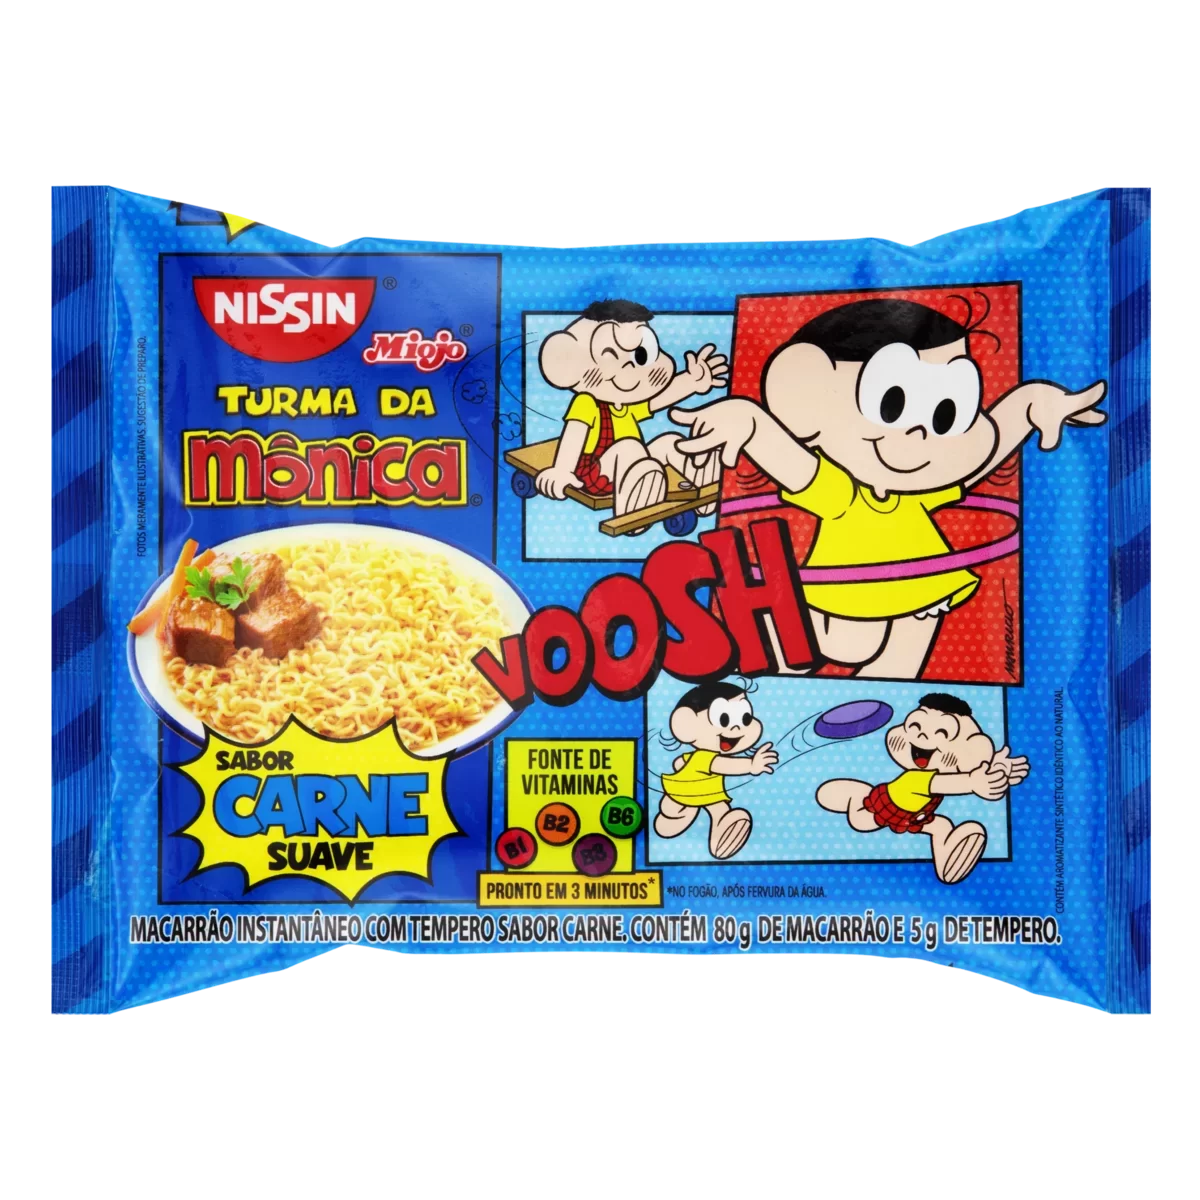 NISSIN
®
Miojo
®
TURMA DA
Mônica
©
FOTOS MERAMENTE ILUSTRATIVAS. SUGESTÃO DE PREPARO.
VOOSH
MAURICIO
SABOR
CARNE
SUAVE
FONTE DE
VITAMINAS
B1 B2 B3 B6
PRONTO EM 3 MINUTOS*
*NO FOGÃO, APÓS FERVURA DA ÁGUA.
CONTÉM AROMATIZANTE SINTÉTICO IDÊNTICO AO NATURAL.
MACARRÃO INSTANTÂNEO COM TEMPERO SABOR CARNE. CONTÉM 80g DE MACARRÃO E 5g DE TEMPERO.